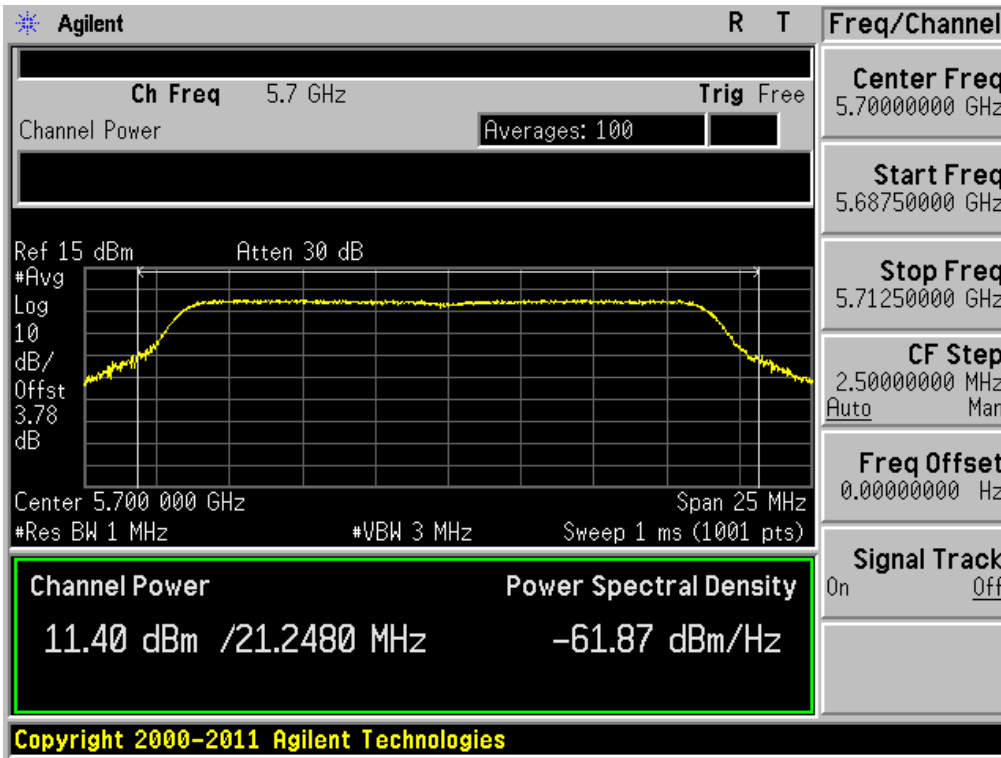 Agilent R T
Ch Freq 5.7 GHz Trig Free
Channel Power Averages: 100
Ref 15 dBm Atten 30 dB
#Avg
Log
10
dB/
Offst
3.78
dB
Center 5.700 000 GHz Span 25 MHz
#Res BW 1 MHz #VBW 3 MHz Sweep 1 ms (1001 pts)
Channel Power Power Spectral Density
11.40 dBm /21.2480 MHz -61.87 dBm/Hz
Copyright 2000-2011 Agilent Technologies
Freq/Channel
Center Freq
5.70000000 GHz
Start Freq
5.68750000 GHz
Stop Freq
5.71250000 GHz
CF Step
2.50000000 MHz
Auto Man
Freq Offset
0.00000000 Hz
Signal Track
On Off